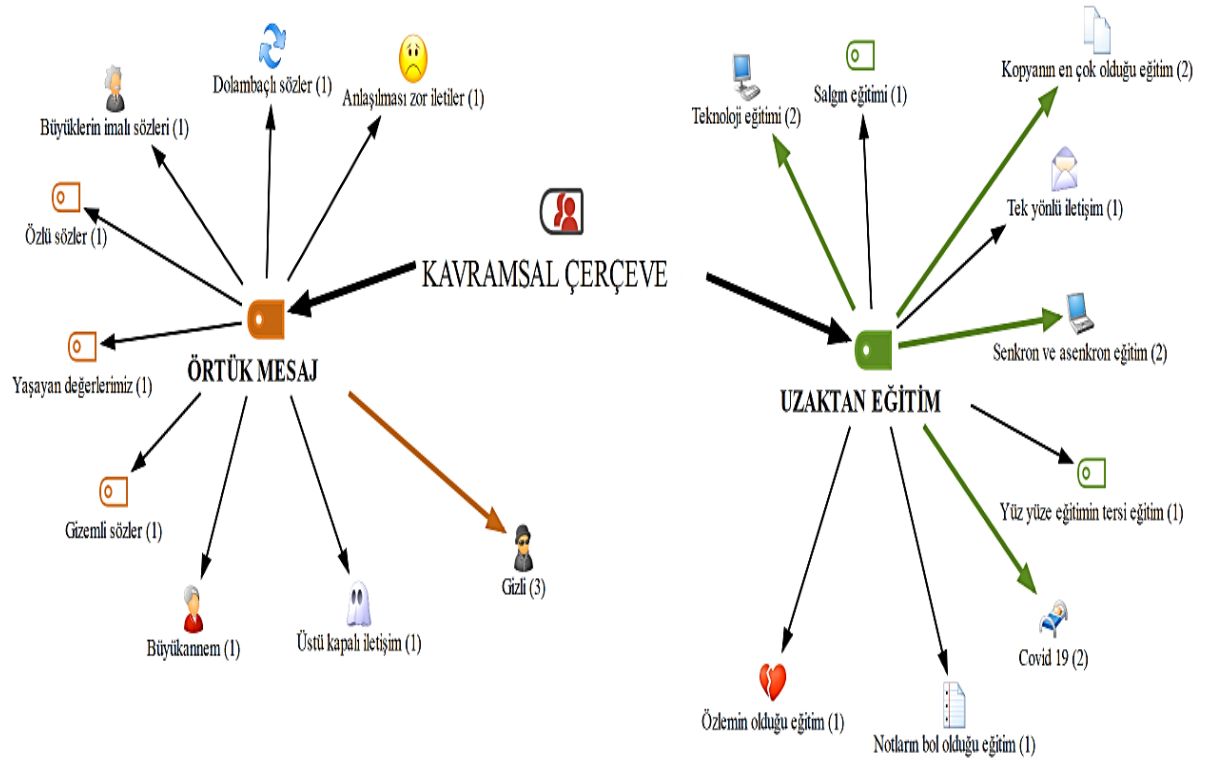 Dolambaçlı sözler (1)
Anlaşılması zor iletiler (1)
Büyüklerin imalı sözleri (1)
Özlü sözler (1)
Yaşayan değerlerimiz (1)
Gizemli sözler (1)
Büyükannem (1)
Üstü kapalı iletişim (1)
Gizli (3)
ÖRTÜK MESAJ
KAVRAMSAL ÇERÇEVE
UZAKTAN EĞİTİM
Teknoloji eğitimi (2)
Salgın eğitimi (1)
Kopyanın en çok olduğu eğitim (2)
Tek yönlü iletişim (1)
Senkron ve asenkron eğitim (2)
Yüz yüze eğitimin tersi eğitim (1)
Covid 19 (2)
Notların bol olduğu eğitim (1)
Özlemin olduğu eğitim (1)